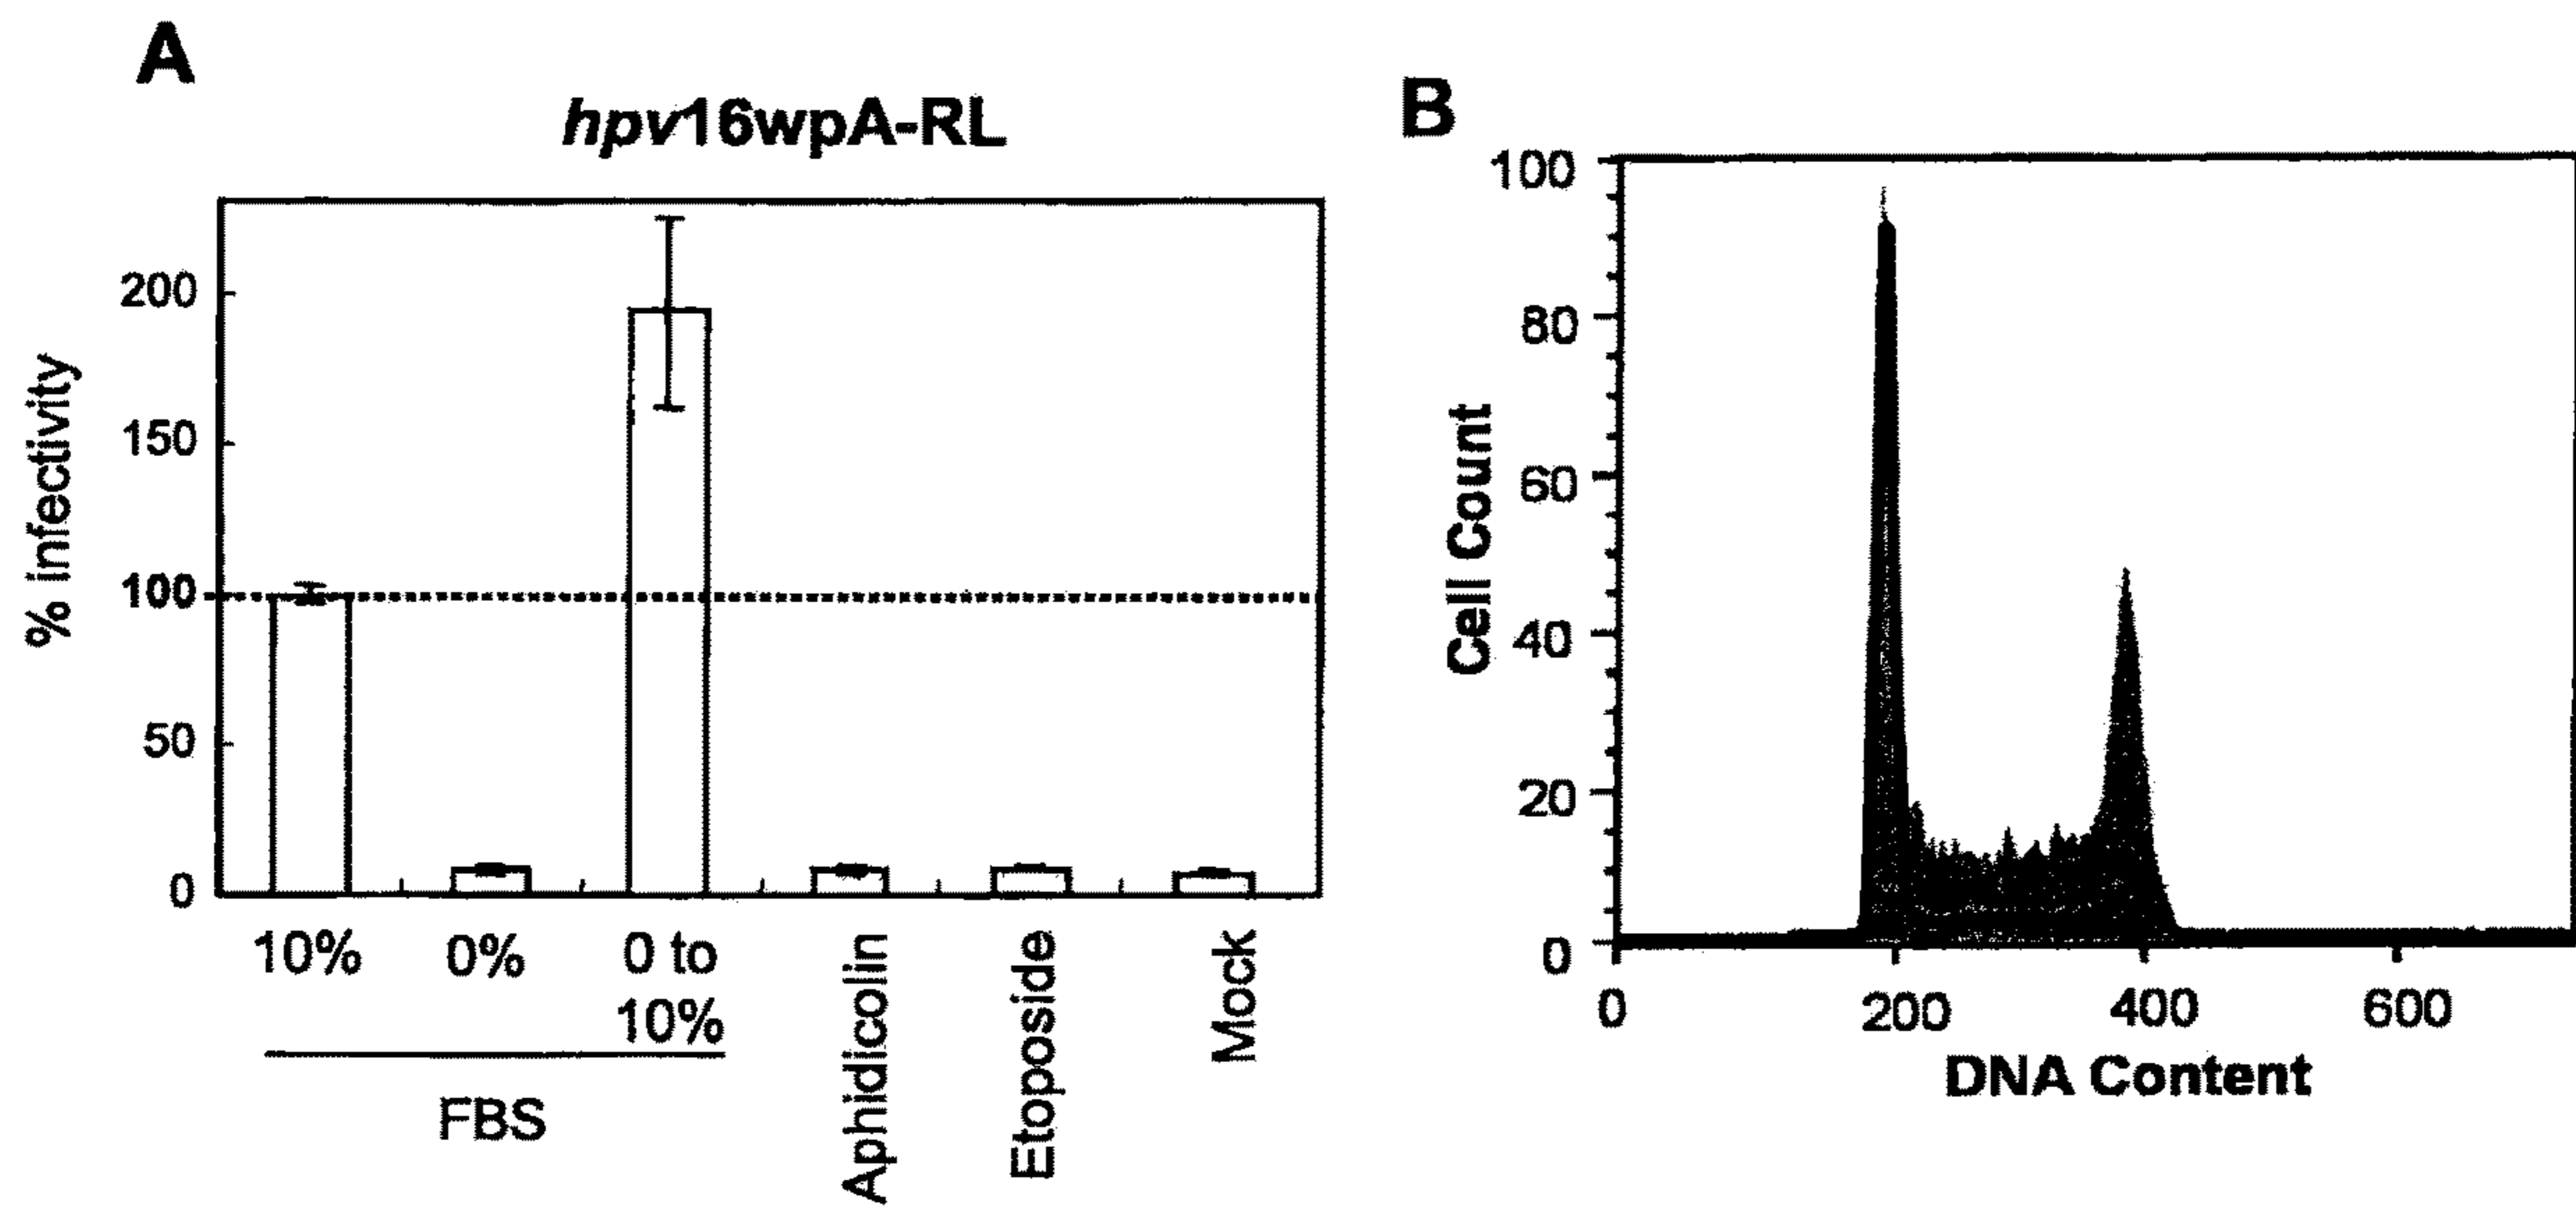 A
hpv16wpA-RL
% infectivity
200
150
100
50
0
10%
0%
0 to
10%
FBS
Aphidicolin
Etoposide
Mock
B
Cell Count
100
80
60
40
20
0
0
200
400
600
DNA Content